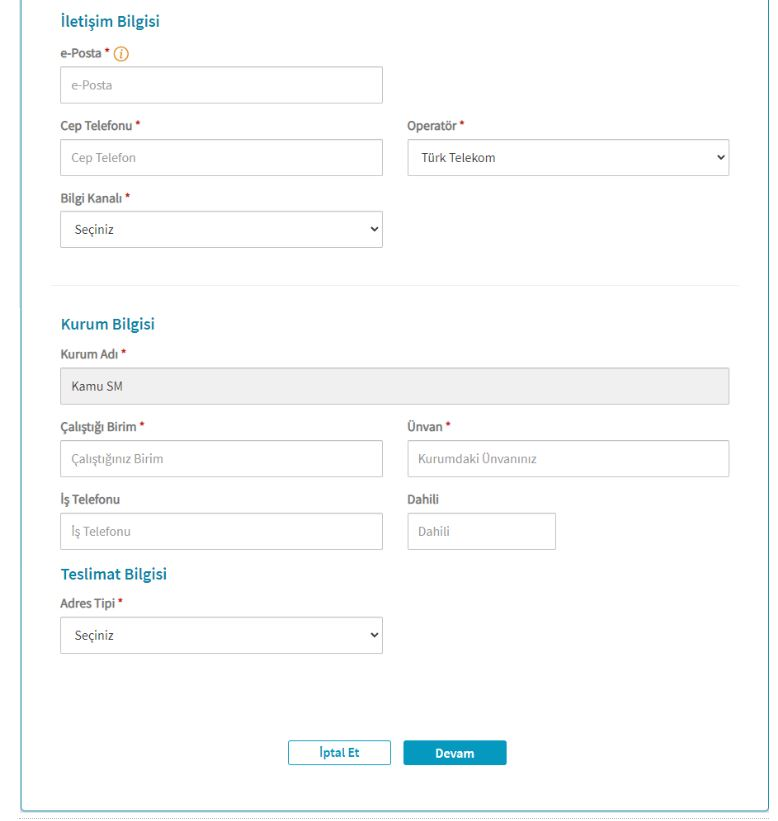 İletişim Bilgisi
e-Posta * i
e-Posta
Cep Telefonu * Operatör *
Cep Telefon Türk Telekom
Bilgi Kanalı *
Seçiniz
Kurum Bilgisi
Kurum Adı *
Kamu SM
Çalıştığı Birim * Ünvan *
Çalıştığınız Birim Kurumdaki Ünvanınız
İş Telefonu Dahili
İş Telefonu Dahili
Teslimat Bilgisi
Adres Tipi *
Seçiniz
İptal Et Devam